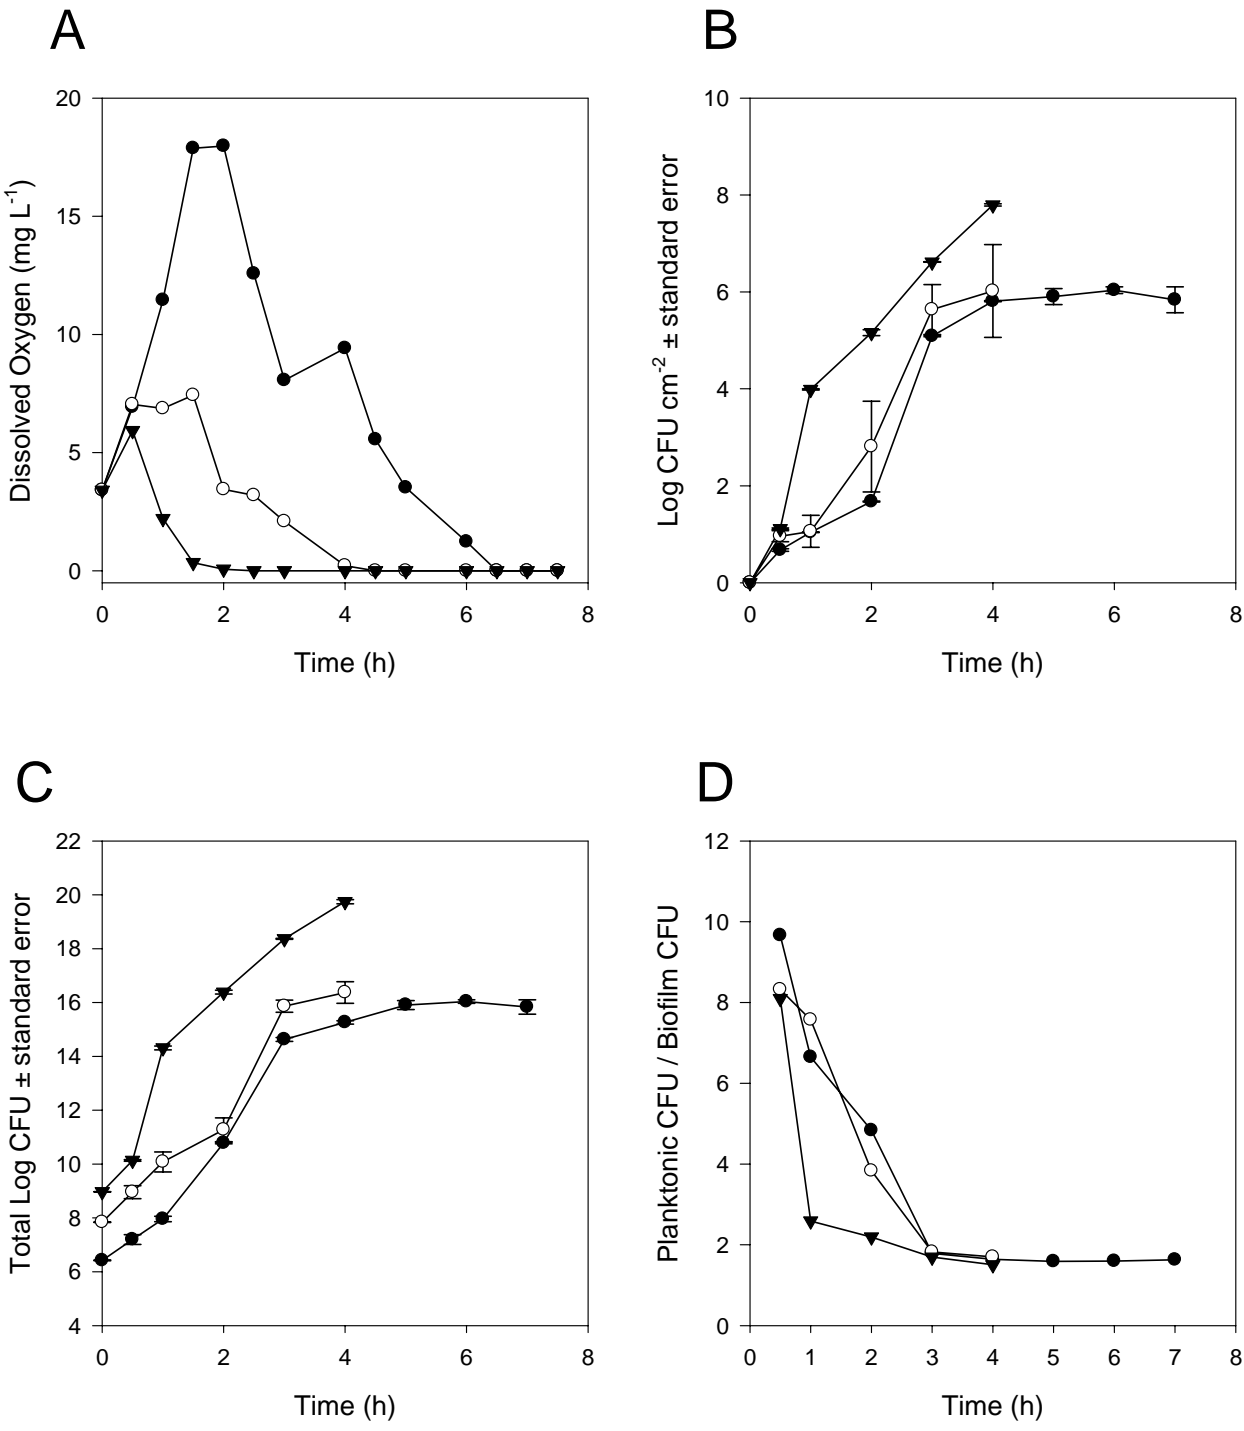 A
20
15
10
5
0
Dissolved Oxygen (mg L-1)
0 2 4 6 8
Time (h)
B
10
8
6
4
2
0
Log CFU cm-2 ± standard error
0 2 4 6 8
Time (h)
C
22
20
18
16
14
12
10
8
6
4
Total Log CFU ± standard error
0 2 4 6 8
Time (h)
D
12
10
8
6
4
2
0
Planktonic CFU / Biofilm CFU
0 1 2 3 4 5 6 7 8
Time (h)